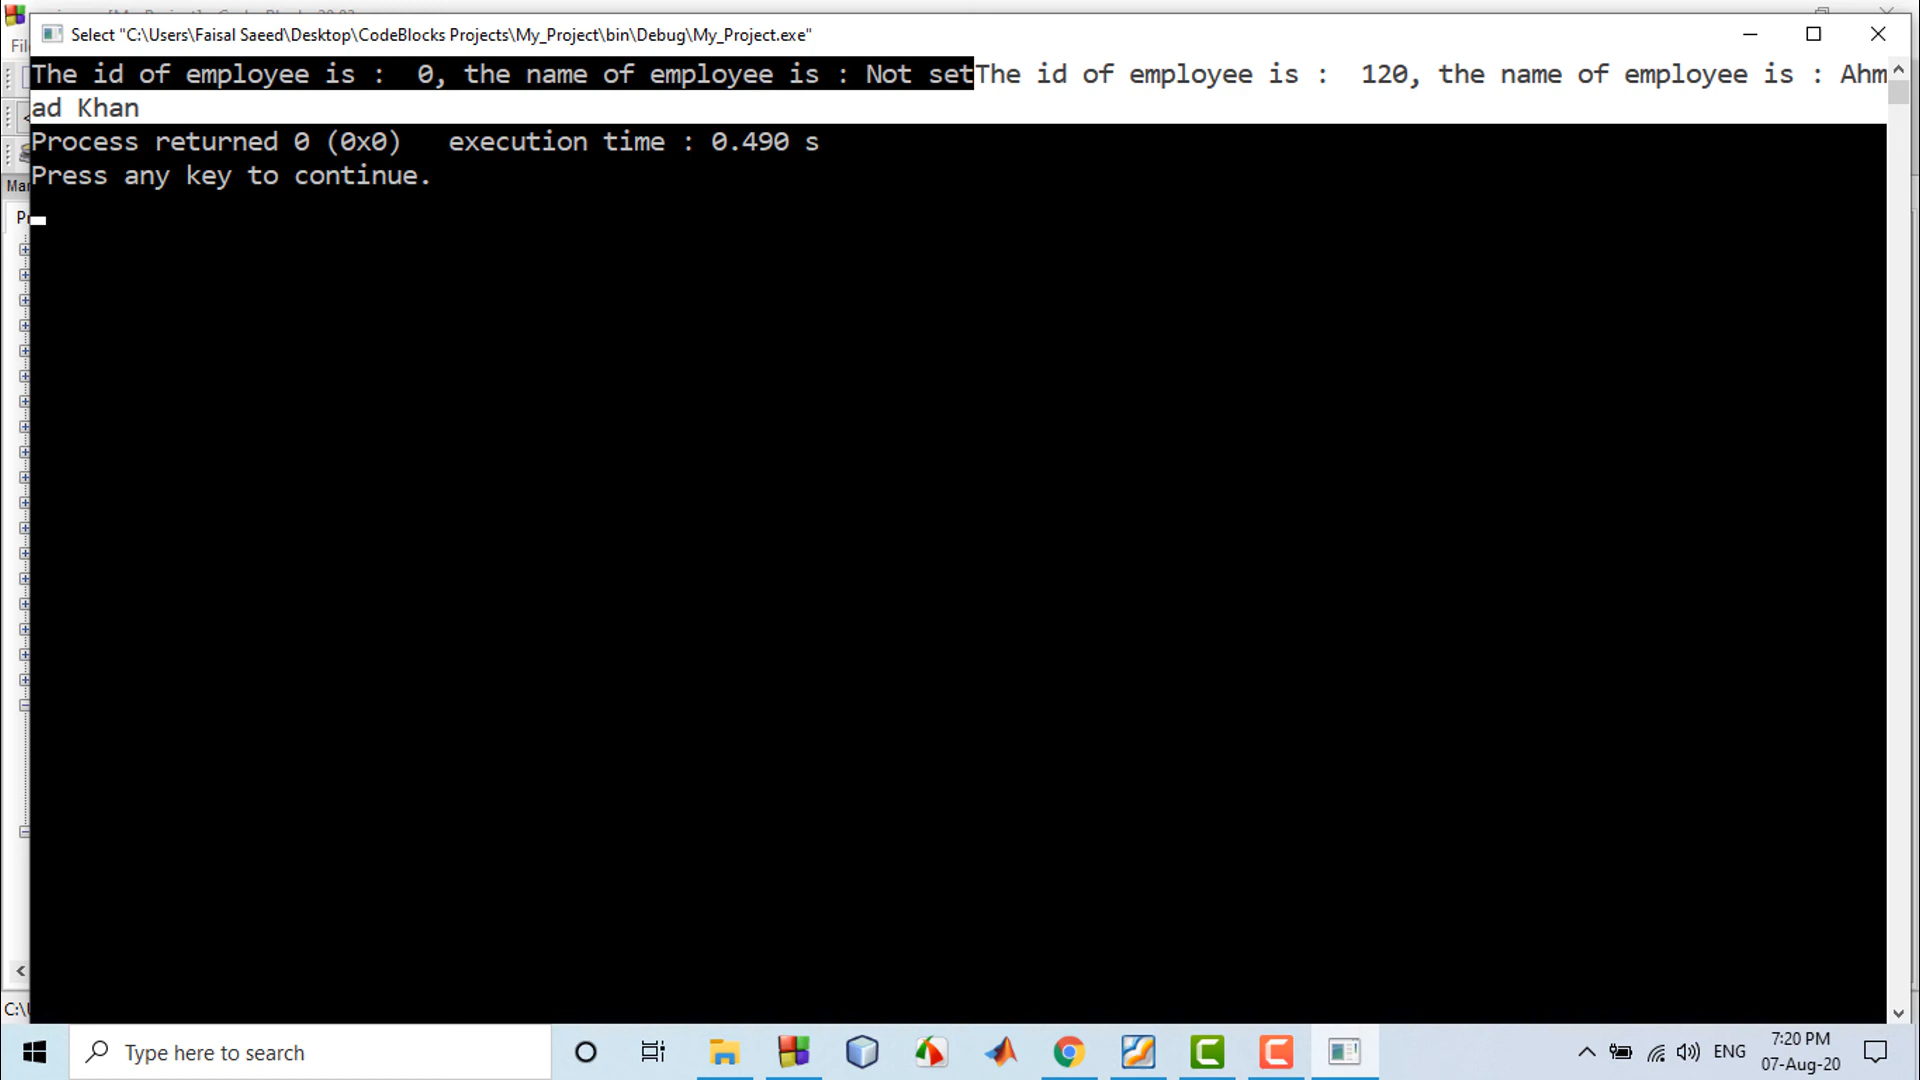 Select "C:\Users\Faisal Saeed\Desktop\CodeBlocks Projects\My_Project\bin\Debug\My_Project.exe"
The id of employee is :  0, the name of employee is : Not setThe id of employee is :  120, the name of employee is : Ahm
ad Khan
Process returned 0 (0x0)   execution time : 0.490 s
Press any key to continue.
Type here to search
ENG
7:20 PM
07-Aug-20